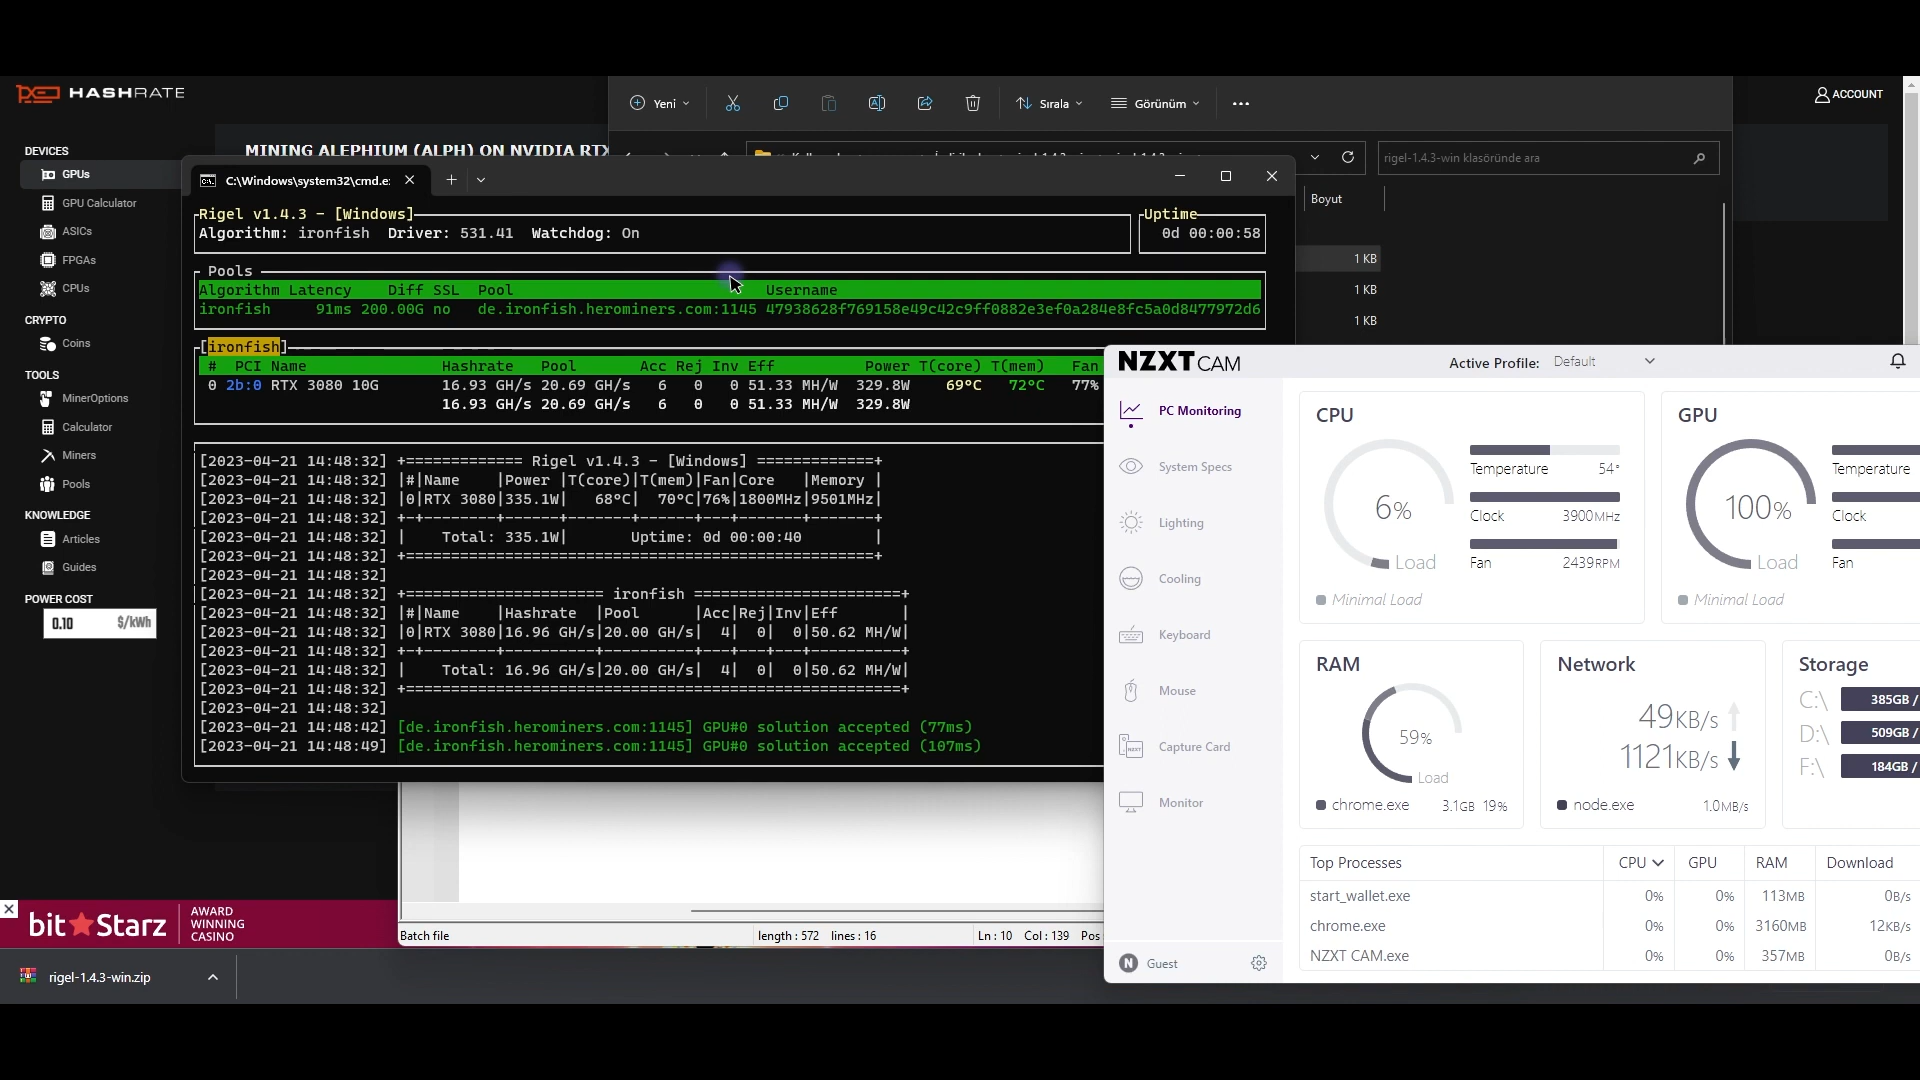 HASHRATE
DEVICES
GPUs
GPU Calculator
ASICs
FPGAs
CPUs
CRYPTO
Coins
TOOLS
MinerOptions
Calculator
Miners
Pools
KNOWLEDGE
Articles
Guides
POWER COST
0.10 $/kWh
MINING ALEPHIUM (ALPH) ON NVIDIA RTX
ACCOUNT
Yeni
Sırala
Görünüm
rigel-1.4.3-win klasöründe ara
Boyut
1 KB
1 KB
1 KB
C:\Windows\system32\cmd.e
Rigel v1.4.3 - [Windows]
Uptime
Algorithm: ironfish Driver: 531.41 Watchdog: On
0d 00:00:58
Pools
Algorithm Latency Diff SSL Pool Username
ironfish 91ms 200.00G no de.ironfish.herominers.com:1145 47938628f769158e49c42c9ff0882e3ef0a284e8fc5a0d8477972d6
[ironfish]
# PCI Name Hashrate Pool Acc Rej Inv Eff Power T(core) T(mem) Fan
0 2b:0 RTX 3080 10G 16.93 GH/s 20.69 GH/s 6 0 0 51.33 MH/W 329.8W 69°C 72°C 77%
16.93 GH/s 20.69 GH/s 6 0 0 51.33 MH/W 329.8W
[2023-04-21 14:48:32] +============= Rigel v1.4.3 - [Windows] =============+
[2023-04-21 14:48:32] |#|Name |Power |T(core)|T(mem)|Fan|Core |Memory |
[2023-04-21 14:48:32] |0|RTX 3080|335.1W| 68°C| 70°C|76%|1800MHz|9501MHz|
[2023-04-21 14:48:32] +-+--------+------+-------+------+---+-------+-------+
[2023-04-21 14:48:32] | Total: 335.1W| Uptime: 0d 00:00:40 |
[2023-04-21 14:48:32] +====================================================+
[2023-04-21 14:48:32]
[2023-04-21 14:48:32] +====================== ironfish =======================+
[2023-04-21 14:48:32] |#|Name |Hashrate |Pool |Acc|Rej|Inv|Eff |
[2023-04-21 14:48:32] |0|RTX 3080|16.96 GH/s|20.00 GH/s| 4| 0| 0|50.62 MH/W|
[2023-04-21 14:48:32] +-+--------+----------+----------+---+---+---+----------+
[2023-04-21 14:48:32] | Total: 16.96 GH/s|20.00 GH/s| 4| 0| 0|50.62 MH/W|
[2023-04-21 14:48:32] +=======================================================+
[2023-04-21 14:48:32]
[2023-04-21 14:48:42] [de.ironfish.herominers.com:1145] GPU#0 solution accepted (77ms)
[2023-04-21 14:48:49] [de.ironfish.herominers.com:1145] GPU#0 solution accepted (107ms)
NZXT CAM
Active Profile: Default
PC Monitoring
System Specs
Lighting
Cooling
Keyboard
Mouse
Capture Card
Monitor
Guest
CPU
6%
Load
Temperature 54°
Clock 3900MHz
Fan 2439RPM
Minimal Load
GPU
100%
Load
Temperature
Clock
Fan
Minimal Load
RAM
59%
Load
chrome.exe 3.1GB 19%
Network
49KB/s
1121KB/s
node.exe 1.0MB/s
Storage
C:\ 385GB /
D:\ 509GB /
F:\ 184GB /
Top Processes CPU GPU RAM Download
start_wallet.exe 0% 0% 113MB 0B/s
chrome.exe 0% 0% 3160MB 12KB/s
NZXT CAM.exe 0% 0% 357MB 0B/s
Batch file length : 572 lines : 16 Ln : 10 Col : 139 Pos
bitStarz
AWARD
WINNING
CASINO
rigel-1.4.3-win.zip